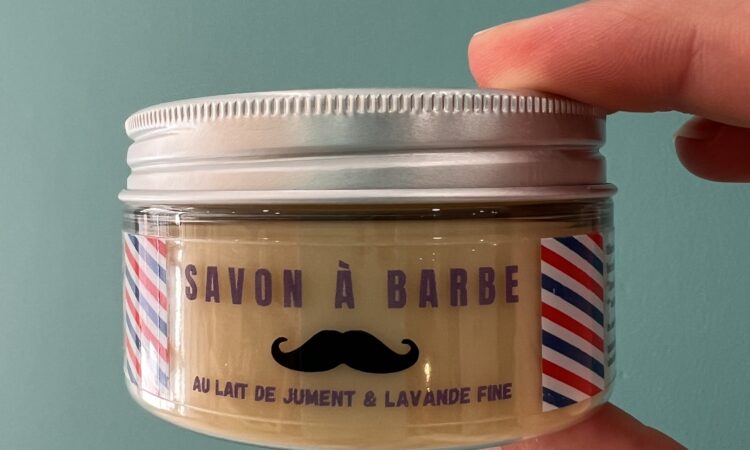 SAVON À BARBE
AU LAIT DE JUMENT & LAVANDE FINE